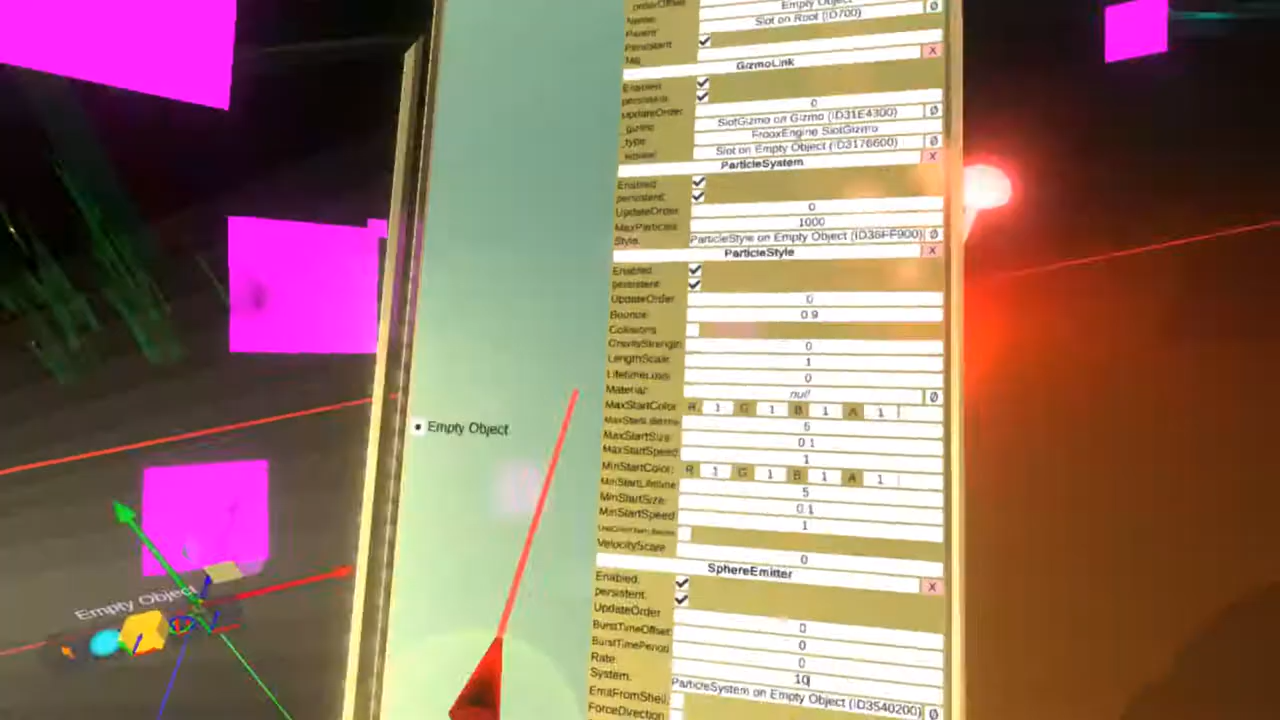 _orderOffset
Empty Object
Name:
Slot on Root (ID700)
Ø
Parent:
Persistent
GizmoLink
X
Enabled
persistent:
updateOrder
0
_gizmo
SlotGizmo on Gizmo (ID31E4300)
Ø
_type:
FrooxEngine SlotGizmo
Slot on Empty Object (ID3176600)
Ø
ParticleSystem
X
Enabled
persistent:
UpdateOrder
0
MaxParticles
1000
Style:
ParticleStyle on Empty Object (ID36FF900)
Ø
ParticleStyle
X
Enabled
persistent:
UpdateOrder
0
Bounce:
0.9
Collisions
GravityStrength
0
LengthScale:
1
LifetimeLoss:
0
Material:
null
Ø
MaxStartColor: R 1 G 1 B 1 A 1
MaxStartLifetime
6
MaxStartSize:
0.1
MaxStartSpeed
1
MinStartColor: R 1 G 1 B 1 A 1
MinStartLifetime
5
MinStartSize:
0.1
MinStartSpeed
1
VelocityScale
0
SphereEmitter
X
Enabled:
persistent:
UpdateOrder
0
BurstTimeOffset:
0
BurstTimePeriod
0
Rate:
10
System:
ParticleSystem on Empty Object (ID3540200)
Ø
EmitFromShell:
ForceDirection
Empty Object
Empty Object